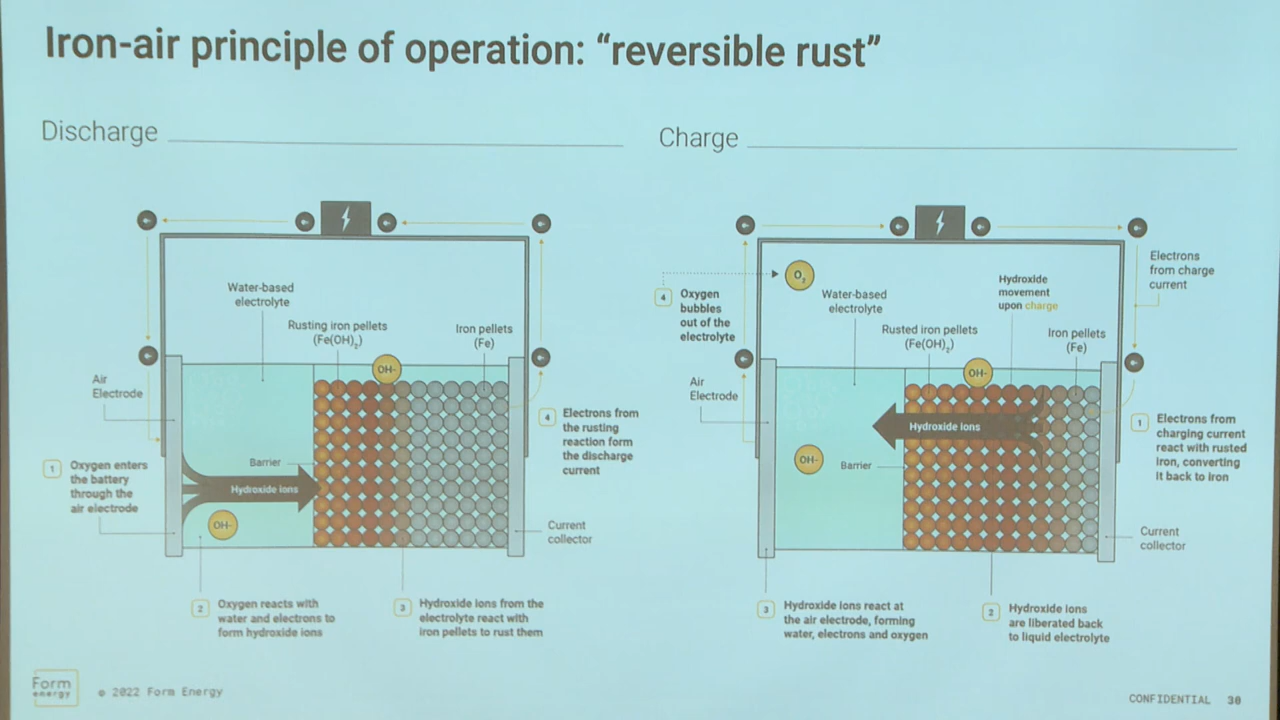 Iron-air principle of operation: “reversible rust”
Discharge
Water-based
electrolyte
Rusting iron pellets
(Fe(OH)2)
Iron pellets
(Fe)
OH-
Air
Electrode
1
Oxygen enters
the battery
through the
air electrode
Barrier
Hydroxide ions
OH-
4
Electrons from
the rusting
reaction form
the discharge
current
Current
collector
2
Oxygen reacts with
water and electrons to
form hydroxide ions
3
Hydroxide ions from the
electrolyte react with
iron pellets to rust them
Charge
O2
4
Oxygen
bubbles
out of the
electrolyte
Water-based
electrolyte
Hydroxide
movement
upon charge
Electrons
from charge
current
Rusted iron pellets
(Fe(OH)2)
Iron pellets
(Fe)
OH-
Air
Electrode
Hydroxide ions
OH-
Barrier
1
Electrons from
charging current
react with rusted
iron, converting
it back to iron
Current
collector
3
Hydroxide ions react at
the air electrode, forming
water, electrons and oxygen
2
Hydroxide ions
are liberated back
to liquid electrolyte
Form
energy
© 2022 Form Energy
CONFIDENTIAL 30